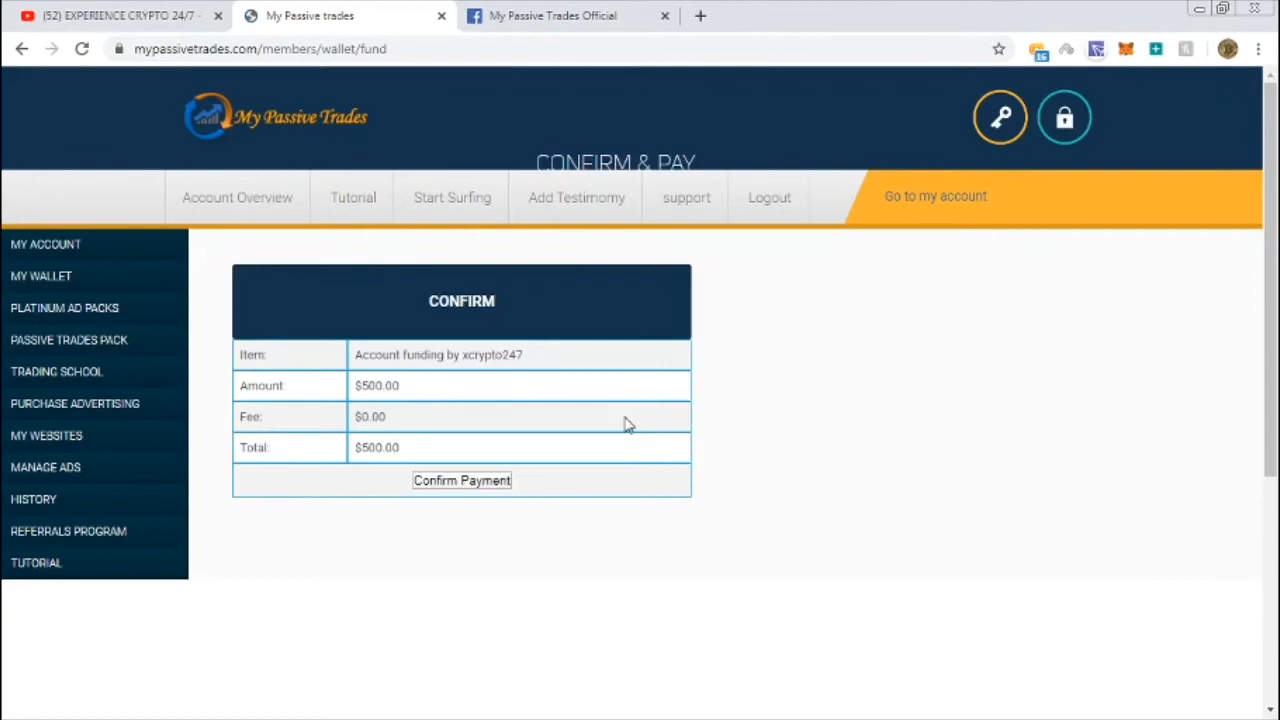 (52) EXPERIENCE CRYPTO 24/7 -
My Passive trades
My Passive Trades Official
mypassivetrades.com/members/wallet/fund
16
My Passive Trades
CONFIRM & PAY
Account Overview
Tutorial
Start Surfing
Add Testimomy
support
Logout
Go to my account
MY ACCOUNT
MY WALLET
PLATINUM AD PACKS
PASSIVE TRADES PACK
TRADING SCHOOL
PURCHASE ADVERTISING
MY WEBSITES
MANAGE ADS
HISTORY
REFERRALS PROGRAM
TUTORIAL
CONFIRM
Item: Account funding by xcrypto247
Amount: $500.00
Fee: $0.00
Total: $500.00
Confirm Payment